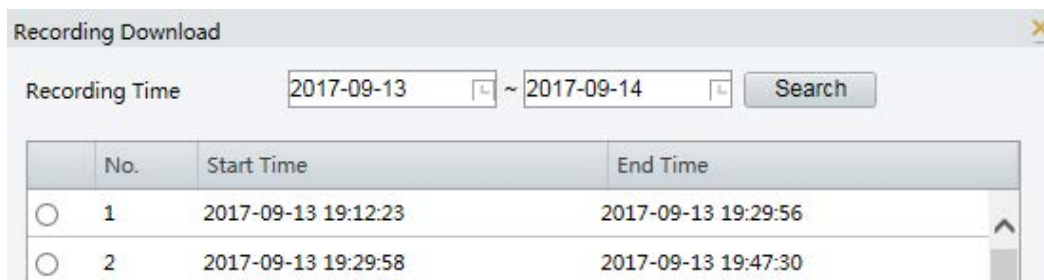 Recording Download
Recording Time 2017-09-13 ~ 2017-09-14 Search
No. Start Time End Time
1 2017-09-13 19:12:23 2017-09-13 19:29:56
2 2017-09-13 19:29:58 2017-09-13 19:47:30